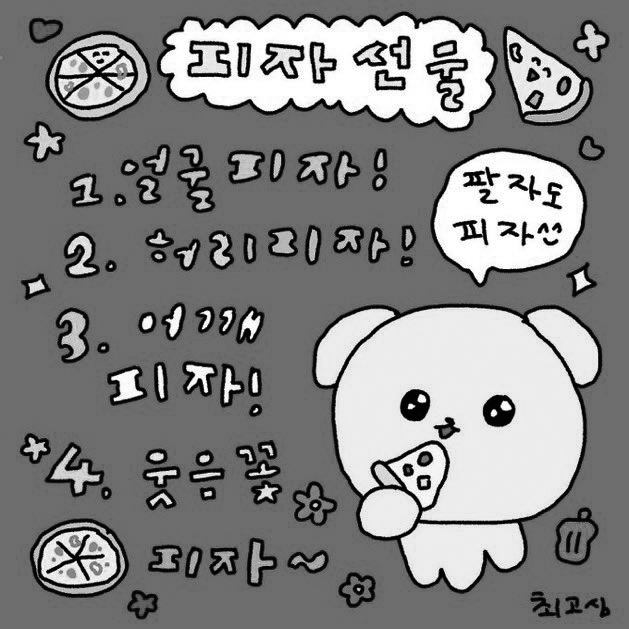 피자선물
1. 얼굴 피자!
2. 허리 피자!
팔자도
피자^^
3. 어깨
피자!
4. 웃음꽃
피자~
최고심